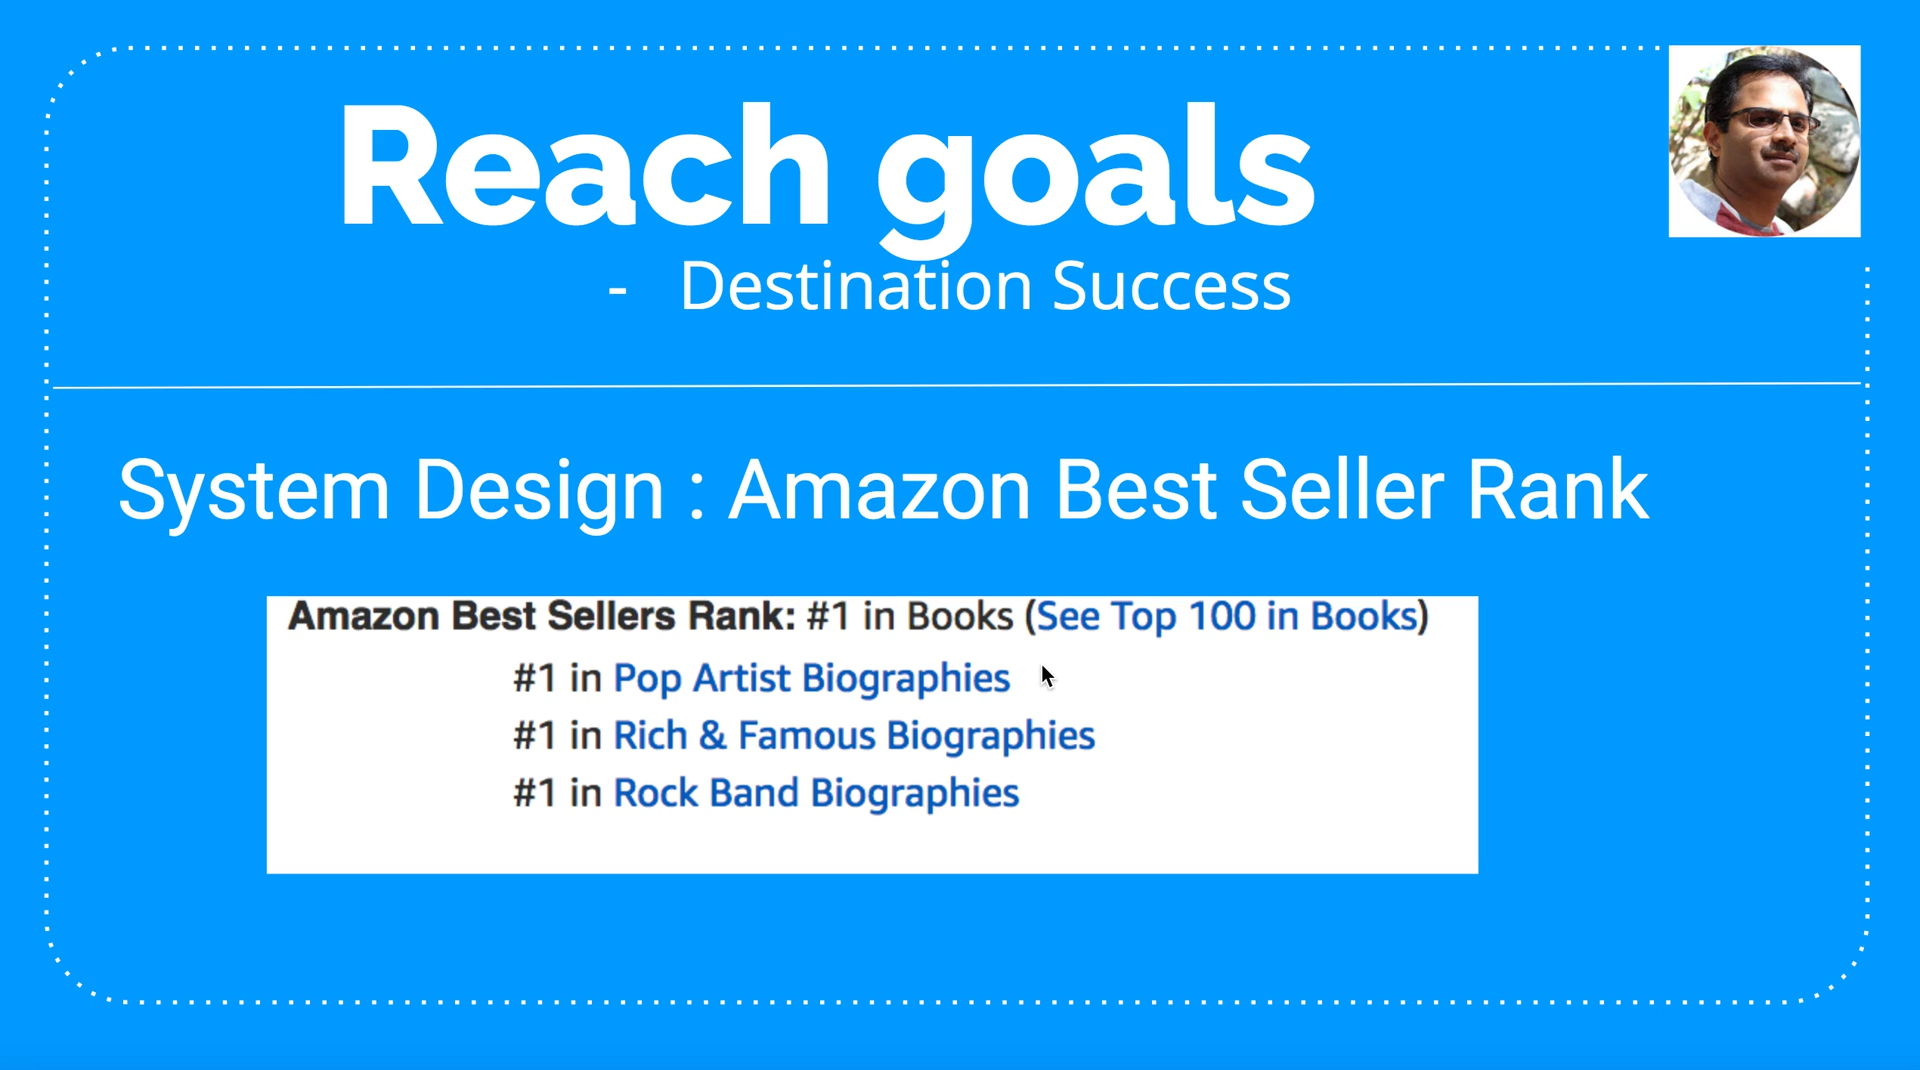 Reach goals
- Destination Success
System Design : Amazon Best Seller Rank
Amazon Best Sellers Rank: #1 in Books (See Top 100 in Books)
#1 in Pop Artist Biographies
#1 in Rich & Famous Biographies
#1 in Rock Band Biographies